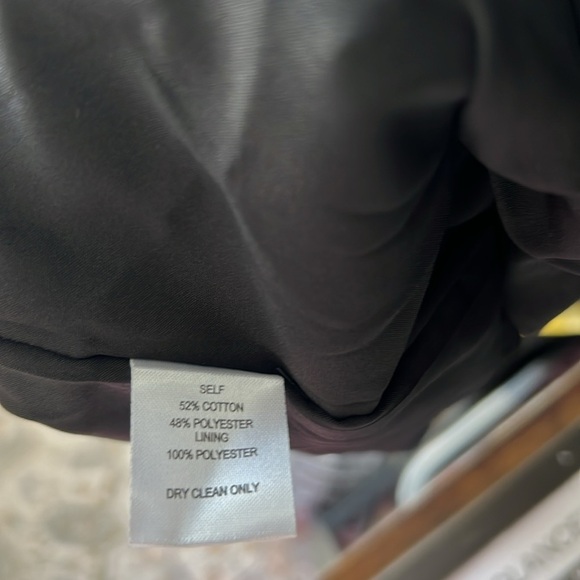 SELF
52% COTTON
48% POLYESTER
LINING
100% POLYESTER
DRY CLEAN ONLY